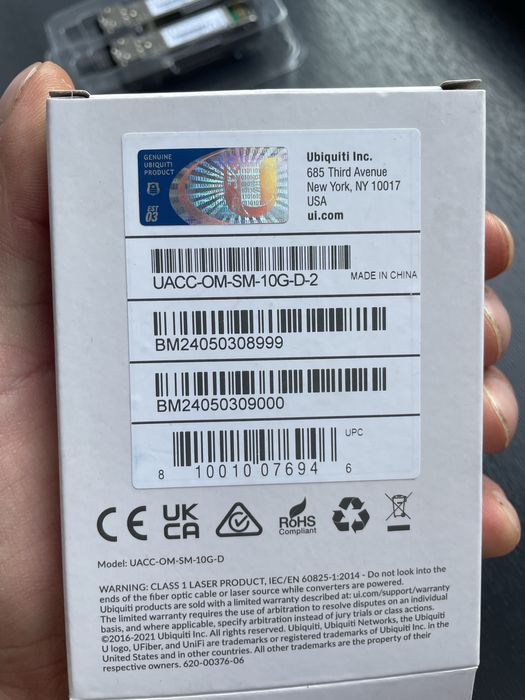 GENUINE
UBIQUITI
PRODUCT
EST
03
Ubiquiti Inc.
685 Third Avenue
New York, NY 10017
USA
ui.com
UACC-OM-SM-10G-D-2
MADE IN CHINA
BM24050308999
BM24050309000
UPC
8 10010 07694 6
CE UK
CA
RoHS
Compliant
Model: UACC-OM-SM-10G-D
WARNING: CLASS 1 LASER PRODUCT, IEC/EN 60825-1:2014 - Do not look into the
ends of the fiber optic cable or laser source while converters are powered.
Ubiquiti products are sold with a limited warranty described at: ui.com/support/warranty
The limited warranty requires the use of arbitration to resolve disputes on an individual
basis, and where applicable, specify arbitration instead of jury trials or class actions.
©2016-2021 Ubiquiti Inc. All rights reserved. Ubiquiti, Ubiquiti Networks, the Ubiquiti
U logo, UFiber, and UniFi are trademarks or registered trademarks of Ubiquiti Inc. in the
United States and in other countries. All other trademarks are the property of their
respective owners. 620-00376-06